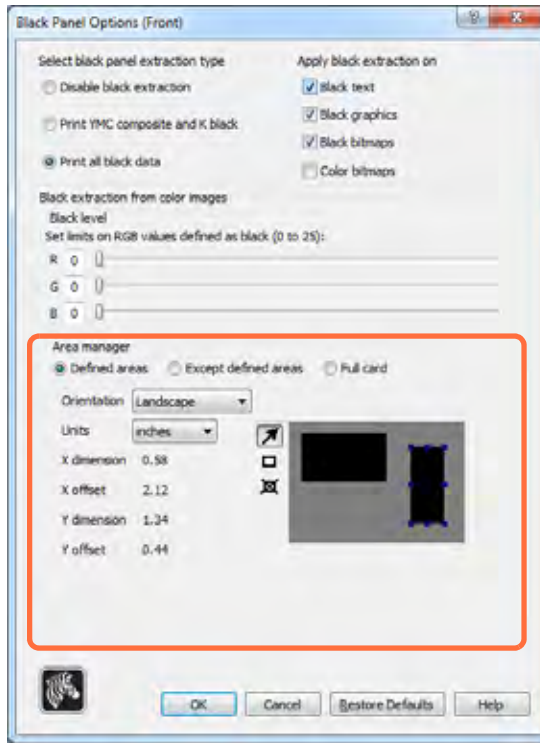 Black Panel Options (Front)
Select black panel extraction type
Apply black extraction on
Disable black extraction
Black text
Print YMC composite and K black
Black graphics
Black bitmaps
Print all black data
Color bitmaps
Black extraction from color images
Black level
Set limits on RGB values defined as black (0 to 25):
R 0
G 0
B 0
Area manager
Defined areas Except defined areas Full card
Orientation Landscape
Units inches
X dimension 0.58
X offset 2.12
Y dimension 1.34
Y offset 0.44
OK Cancel Restore Defaults Help